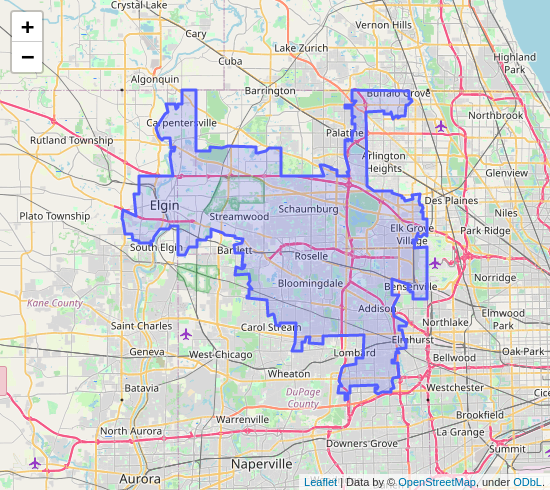 Crystal Lake
Vernon Hills
+
Cary
Lake Zurich
−
Cuba
Highland
Park
Algonquin
Barrington
Buffalo Grove
Carpentersville
Northbrook
Rutland Township
Palatine
Arlington
Heights
Glenview
Elgin
Des Plaines
Plato Township
Streamwood
Schaumburg
Niles
Elk Grove
Village
Park Ridge
South Elgin
Bartlett
Roselle
Norridge
Bloomingdale
Bensenville
Kane County
Addison
Elmwood
Park
Saint Charles
Carol Stream
Northlake
Elmhurst
Geneva
West Chicago
Lombard
Bellwood
Oak Park
Wheaton
Batavia
DuPage
County
Westchester
Warrenville
Brookfield
North Aurora
La Grange
Downers Grove
Summit
Naperville
Aurora
Leaflet | Data by © OpenStreetMap, under ODbL.